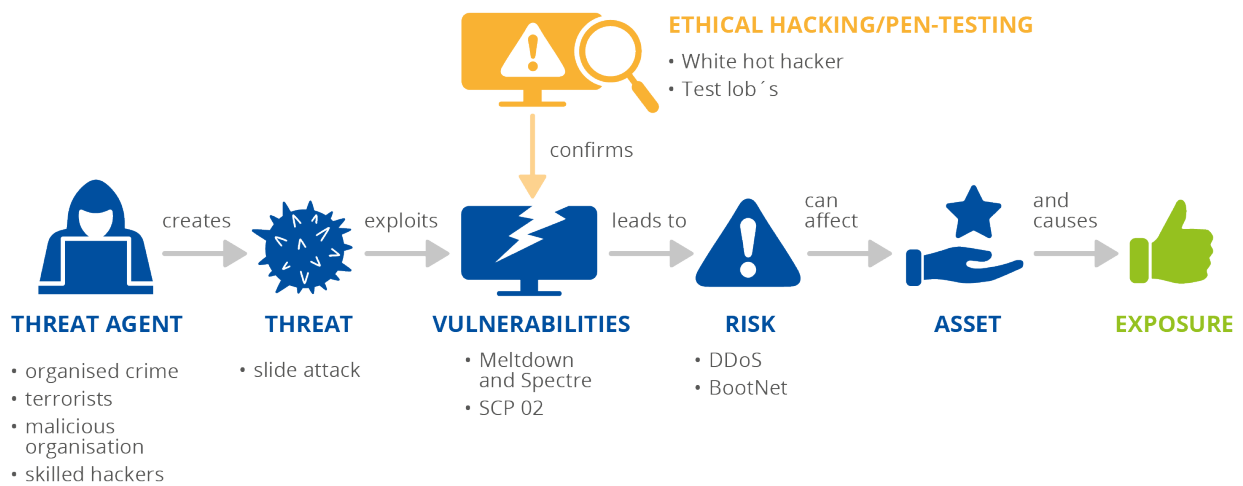 ETHICAL HACKING/PEN-TESTING
• White hot hacker
• Test lob´s
confirms
creates
exploits
leads to
can
affect
and
causes
THREAT AGENT
THREAT
VULNERABILITIES
RISK
ASSET
EXPOSURE
• organised crime
• terrorists
• malicious
organisation
• skilled hackers
• slide attack
• Meltdown
and Spectre
• SCP 02
• DDoS
• BootNet